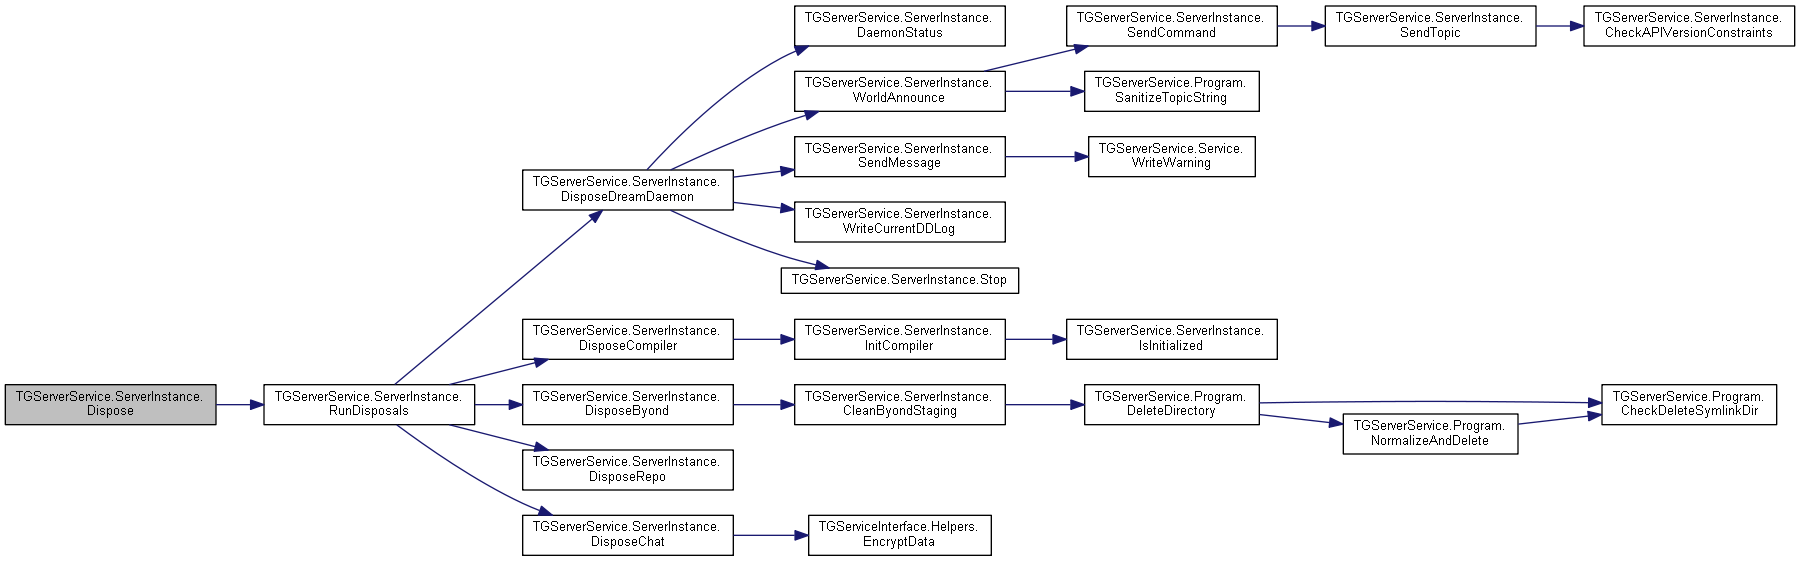 TGServerService.ServerInstance.
Dispose
TGServerService.ServerInstance.
RunDisposals
TGServerService.ServerInstance.
DisposeDreamDaemon
TGServerService.ServerInstance.
DaemonStatus
TGServerService.ServerInstance.
WorldAnnounce
TGServerService.ServerInstance.
SendCommand
TGServerService.ServerInstance.
SendTopic
TGServerService.ServerInstance.
CheckAPIVersionConstraints
TGServerService.Program.
SanitizeTopicString
TGServerService.ServerInstance.
SendMessage
TGServerService.Service.
WriteWarning
TGServerService.ServerInstance.
WriteCurrentDDLog
TGServerService.ServerInstance.Stop
TGServerService.ServerInstance.
DisposeCompiler
TGServerService.ServerInstance.
InitCompiler
TGServerService.ServerInstance.
IsInitialized
TGServerService.ServerInstance.
DisposeByond
TGServerService.ServerInstance.
CleanByondStaging
TGServerService.Program.
DeleteDirectory
TGServerService.Program.
CheckDeleteSymlinkDir
TGServerService.Program.
NormalizeAndDelete
TGServerService.ServerInstance.
DisposeRepo
TGServerService.ServerInstance.
DisposeChat
TGServiceInterface.Helpers.
EncryptData